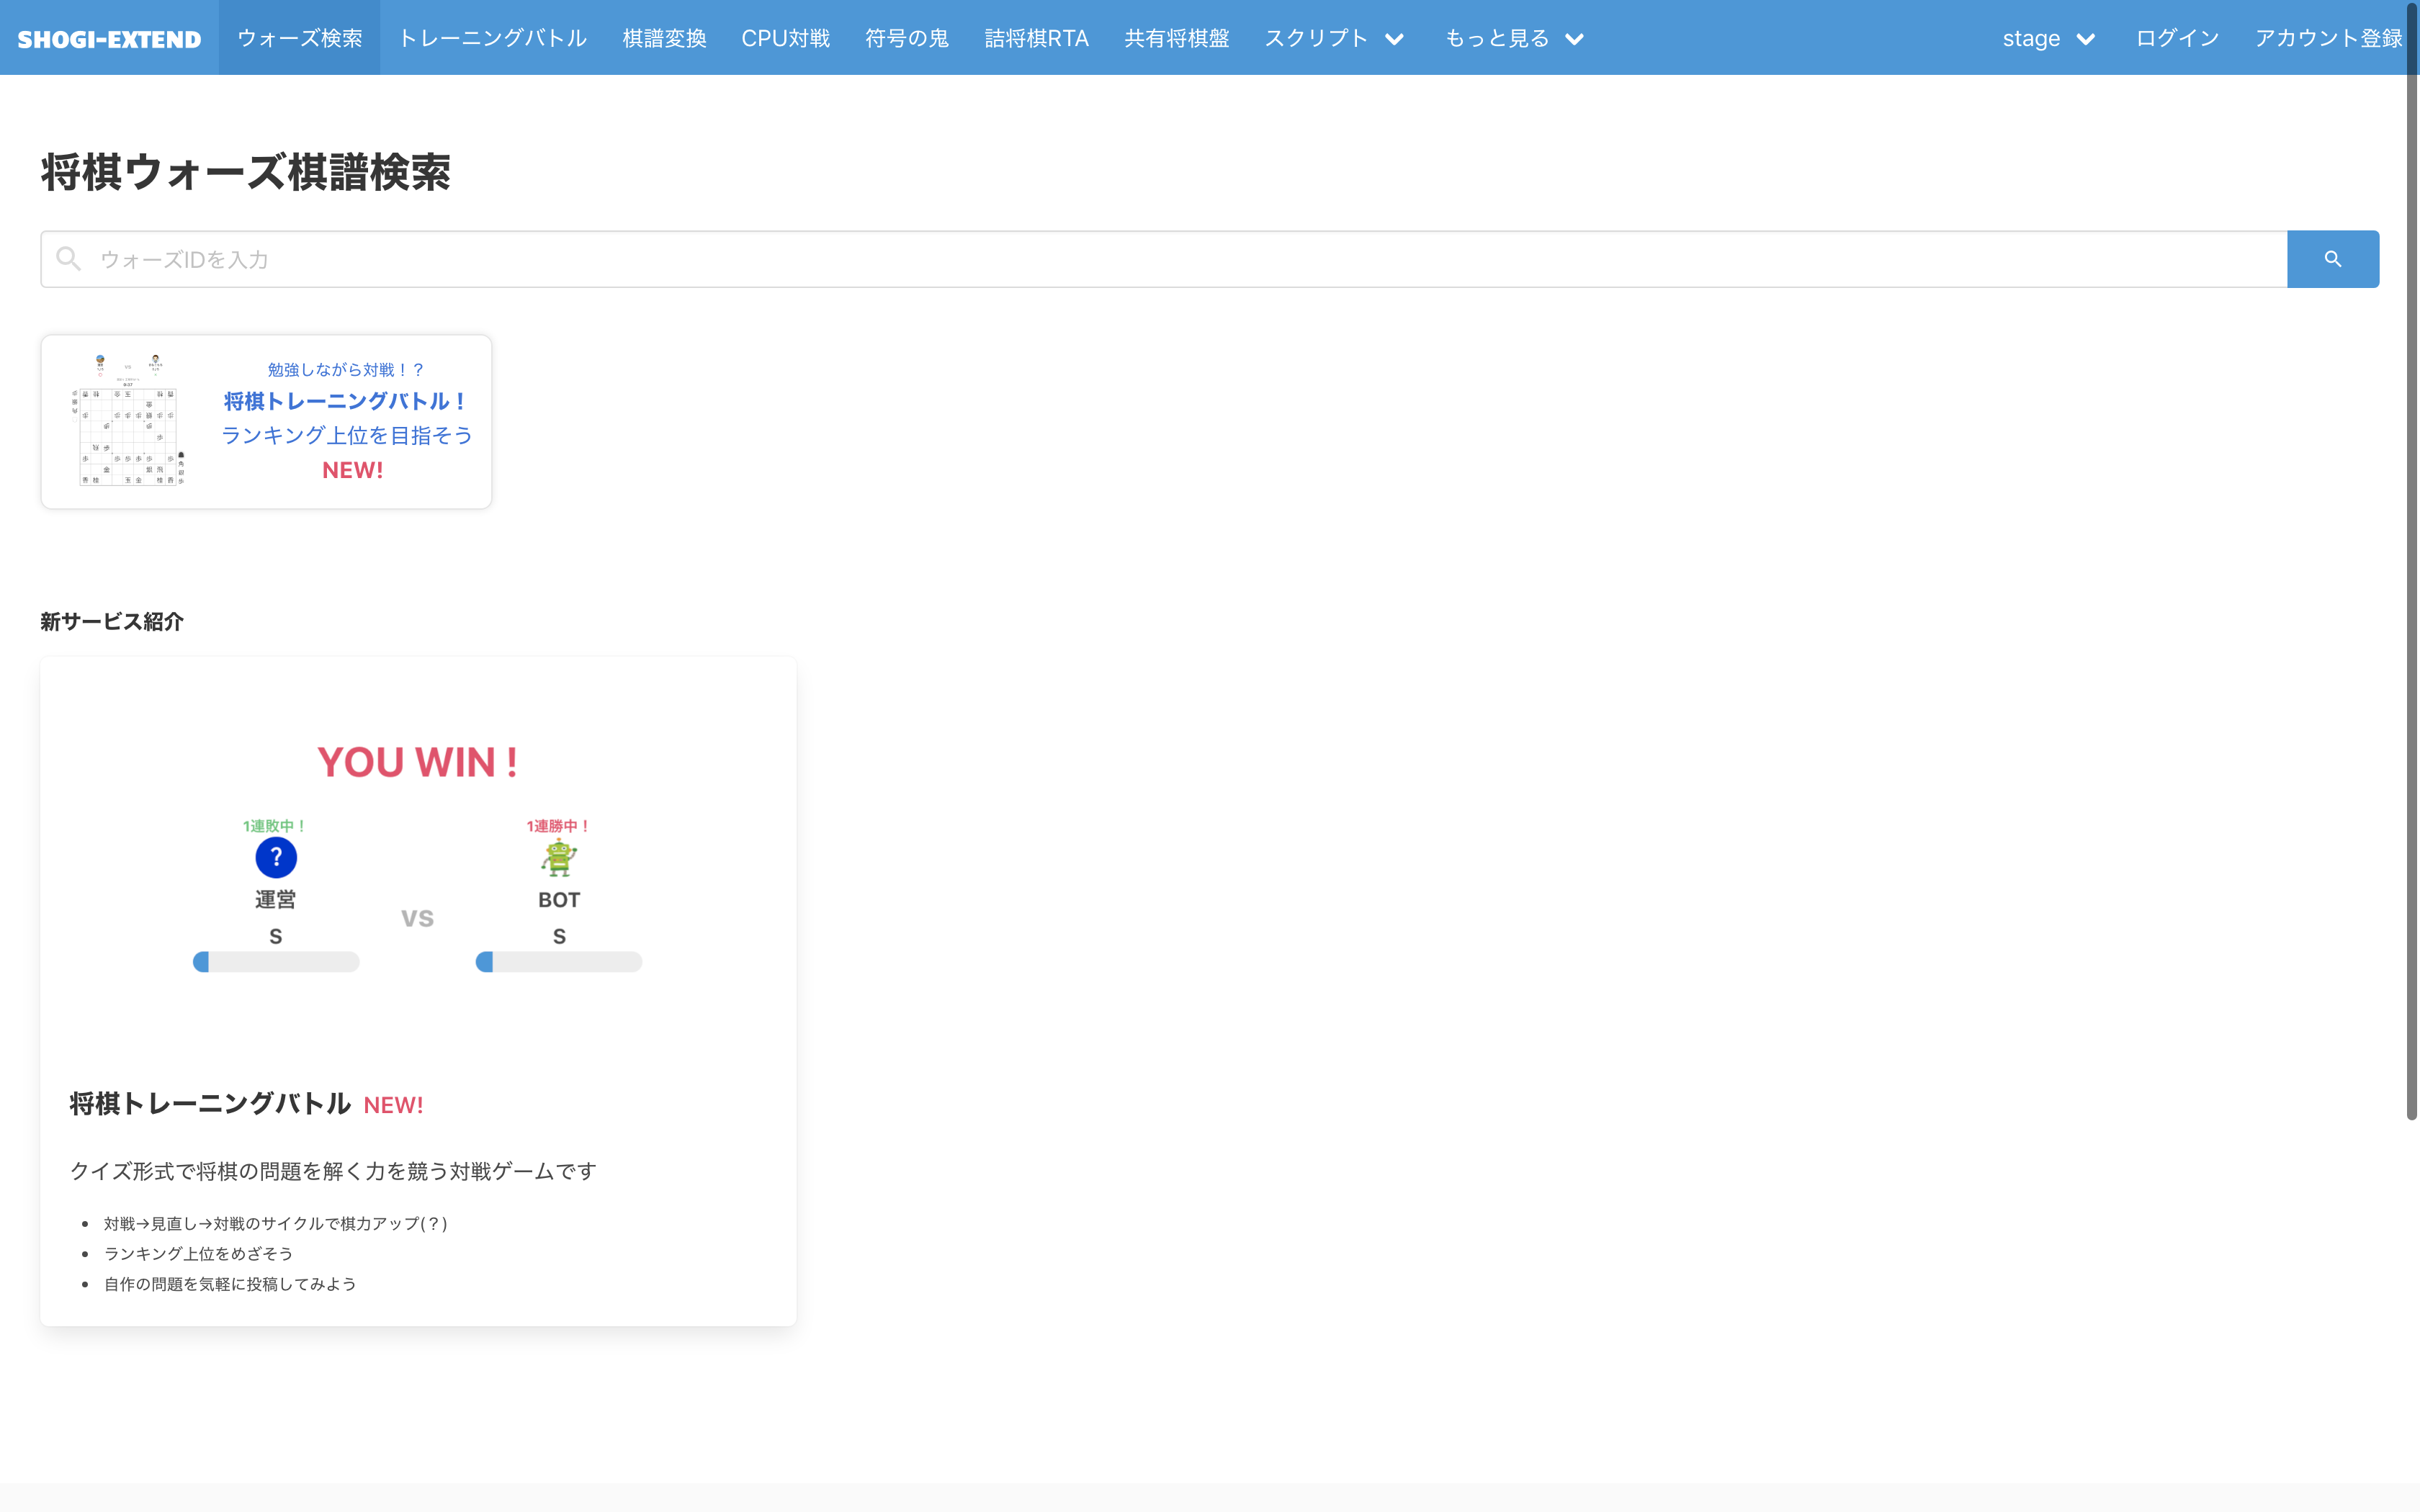 SHOGI-EXTEND ウォーズ検索 トレーニングバトル 棋譜変換 CPU対戦 符号の鬼 詰将棋RTA 共有将棋盤 スクリプト もっと見る stage ログイン アカウント登録
将棋ウォーズ棋譜検索
ウォーズIDを入力
勉強しながら対戦！？
将棋トレーニングバトル！
ランキング上位を目指そう
NEW!
新サービス紹介
YOU WIN !
1連敗中！ 1連勝中！
?
運営 BOT
vs
S S
将棋トレーニングバトル NEW!
クイズ形式で将棋の問題を解く力を競う対戦ゲームです
対戦→見直し→対戦のサイクルで棋力アップ(？)
ランキング上位をめざそう
自作の問題を気軽に投稿してみよう